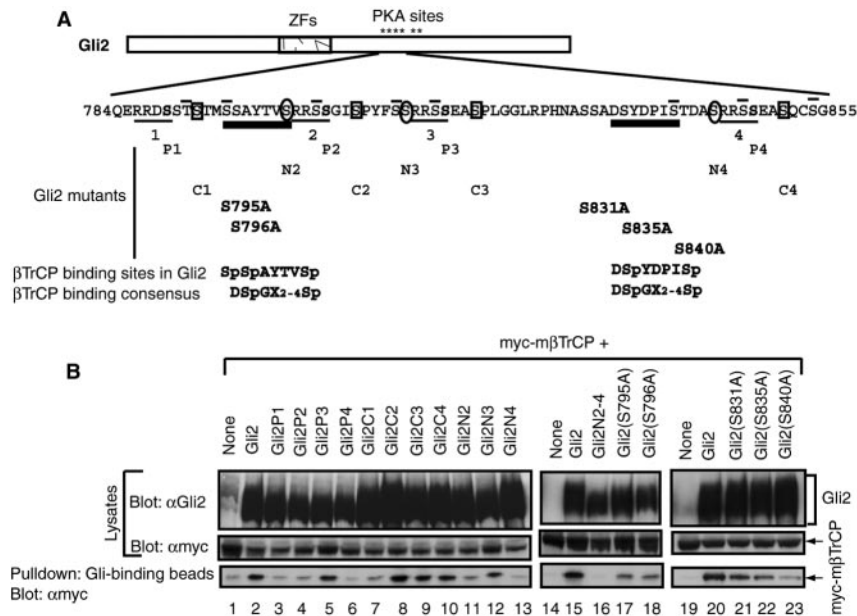 A
ZFs
PKA sites
**** **
Gli2
784QERRDSSTSTMSSAYTVSRRSSGISPYFSSRRSSEASPLGGLRPHNASSADSYDPISTDASRRSSEASQCSG855
1 2 3 4
P1 P2 P3 P4
N2 N3 N4
Gli2 mutants
C1 C2 C3 C4
S795A S831A
S796A S835A
S840A
βTrCP binding sites in Gli2 SpSpAYTVSp DSpYDPISp
βTrCP binding consensus DSpGX2-4Sp DSpGX2-4Sp
B
myc-mβTrCP +
None Gli2 Gli2P1 Gli2P2 Gli2P3 Gli2P4 Gli2C1 Gli2C2 Gli2C3 Gli2C4 Gli2N2 Gli2N3 Gli2N4 None Gli2 Gli2N2-4 Gli2(S795A) Gli2(S796A) None Gli2 Gli2(S831A) Gli2(S835A) Gli2(S840A)
Lysates
Blot: αGli2
Gli2
Blot: αmyc
myc-mβTrCP
Pulldown: Gli-binding beads
Blot: αmyc
1 2 3 4 5 6 7 8 9 10 11 12 13 14 15 16 17 18 19 20 21 22 23